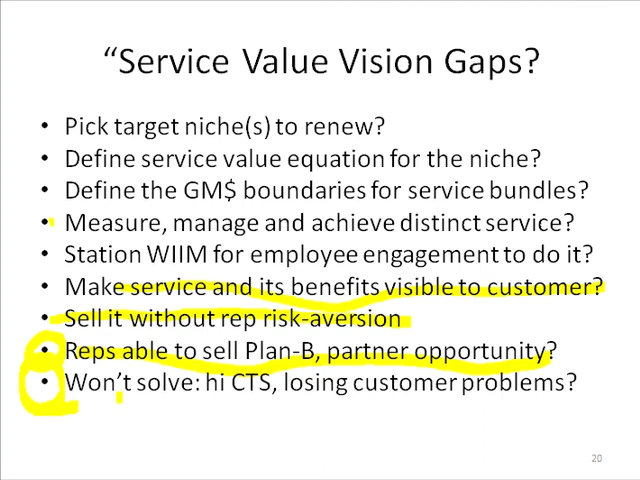 “Service Value Vision Gaps?
• Pick target niche(s) to renew?
• Define service value equation for the niche?
• Define the GM$ boundaries for service bundles?
• Measure, manage and achieve distinct service?
• Station WIIM for employee engagement to do it?
• Make service and its benefits visible to customer?
• Sell it without rep risk-aversion
• Reps able to sell Plan-B, partner opportunity?
• Won’t solve: hi CTS, losing customer problems?
20